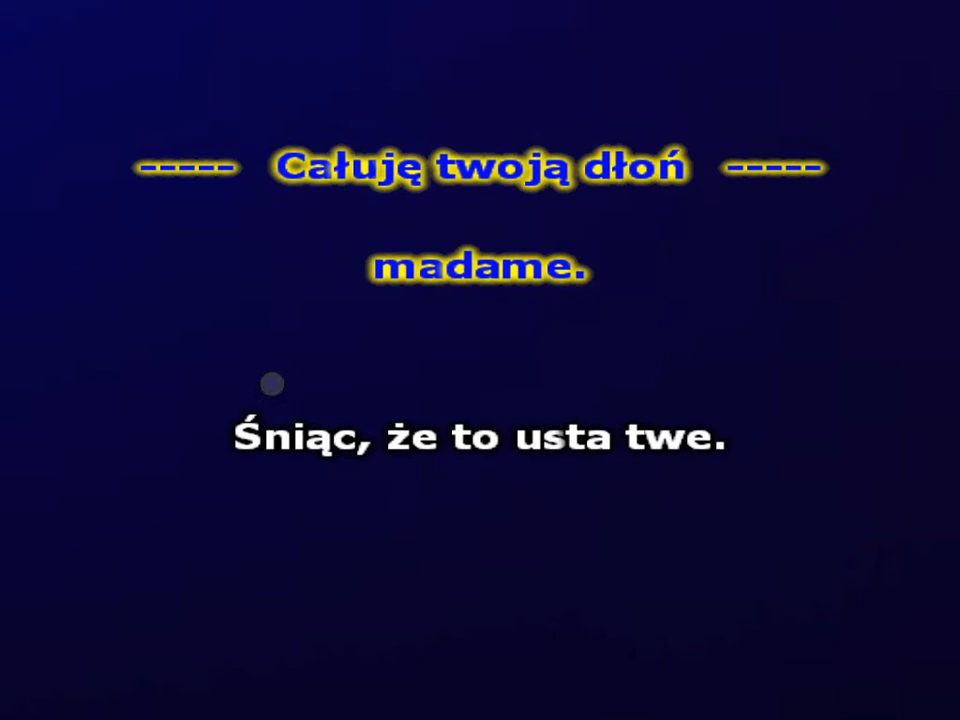 ----- Całuję twoją dłoń -----
madame.
Śniąc, że to usta twe.